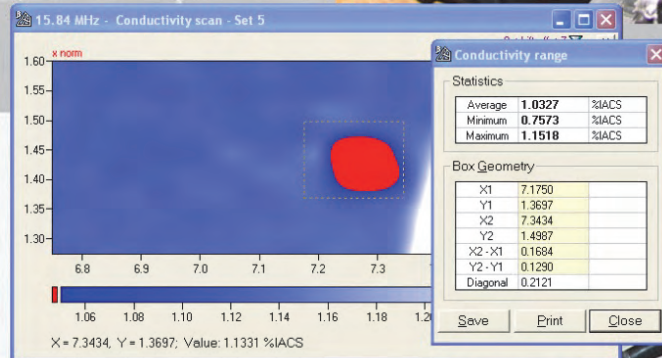 15.84 MHz - Conductivity scan - Set 5
x norm
1.60
1.55
1.50
1.45
1.40
1.35
1.30
6.8 6.9 7.0 7.1 7.2 7.3
1.06 1.08 1.10 1.12 1.14 1.16 1.18
X = 7.3434, Y = 1.3697; Value: 1.1331 %IACS
Conductivity range
Statistics
Average 1.0327 %IACS
Minimum 0.7573 %IACS
Maximum 1.1518 %IACS
Box Geometry
X1 7.1750
Y1 1.3697
X2 7.3434
Y2 1.4987
X2 - X1 0.1684
Y2 - Y1 0.1290
Diagonal 0.2121
Save Print Close